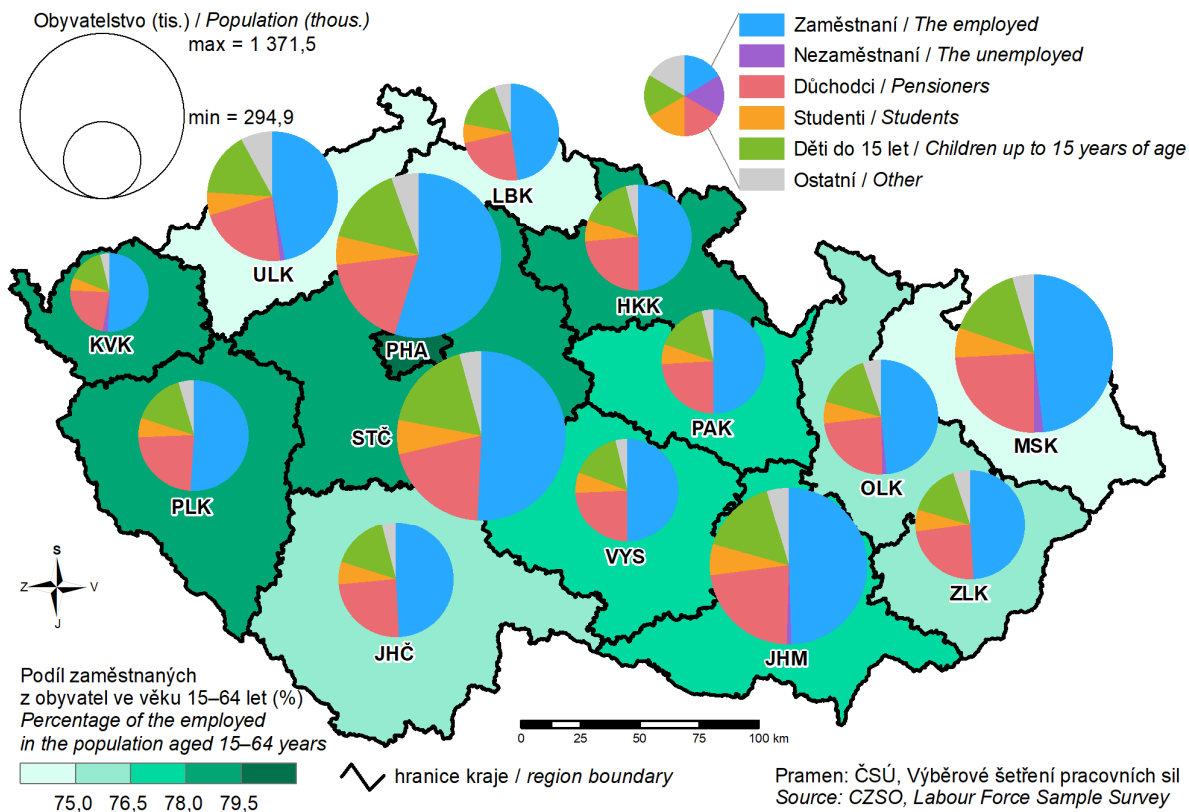 Obyvatelstvo (tis.) / Population (thous.)
max = 1 371,5
min = 294,9
Zaměstnaní / The employed
Nezaměstnaní / The unemployed
Důchodci / Pensioners
Studenti / Students
Děti do 15 let / Children up to 15 years of age
Ostatní / Other
LBK
ULK
HKK
KVK
PHA
PAK
STČ
MSK
OLK
PLK
VYS
ZLK
JHČ
JHM
S
Z V
J
Podíl zaměstnaných
z obyvatel ve věku 15–64 let (%)
Percentage of the employed
in the population aged 15–64 years
75,0 76,5 78,0 79,5
hranice kraje / region boundary
0 25 50 75 100 km
Pramen: ČSÚ, Výběrové šetření pracovních sil
Source: CZSO, Labour Force Sample Survey